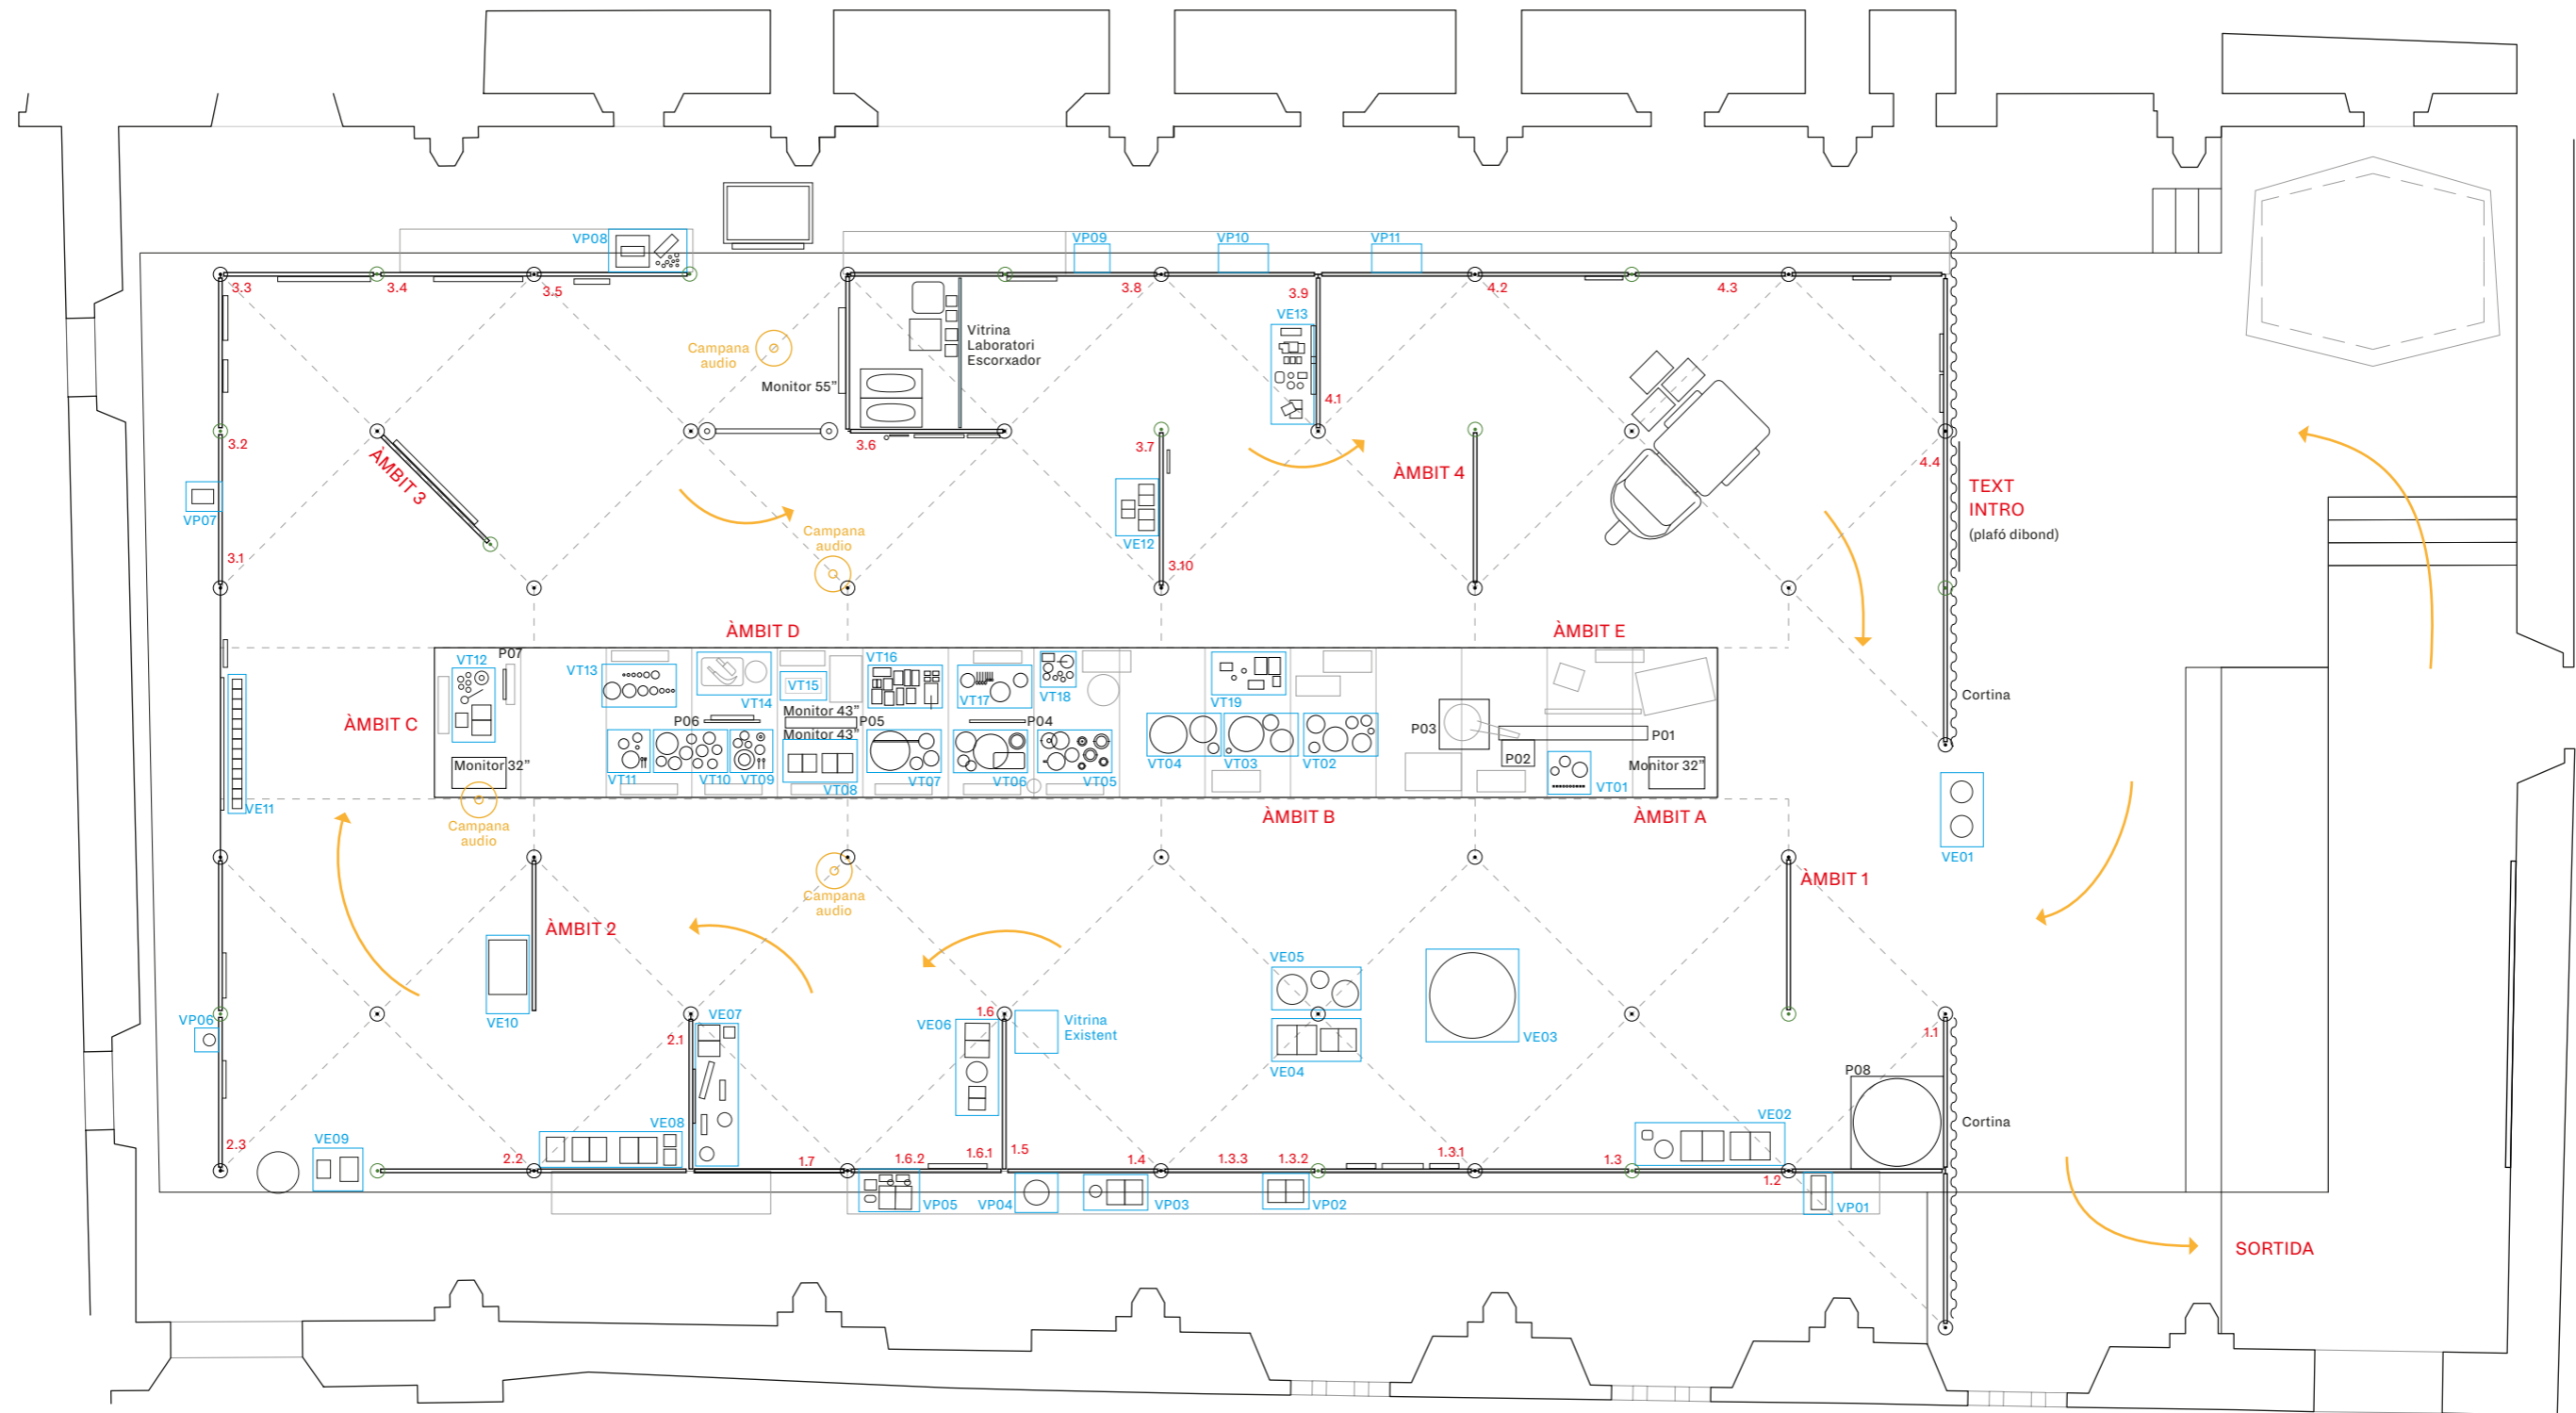 VP08
VP09
VP10
VP11
3.3
3.4
3.5
3.8
3.9
4.2
4.3
VE13
Vitrina
Laboratori
Escorxador
Campana
audio
Monitor 55”
4.1
3.2
3.6
3.7
ÀMBIT 3
ÀMBIT 4
4.4
TEXT
INTRO
(plafó dibond)
VP07
Campana
audio
VE12
3.1
3.10
ÀMBIT D
ÀMBIT E
VT12
P07
VT13
VT14
VT15
VT16
VT17
VT18
VT19
Cortina
ÀMBIT C
P06
Monitor 43”
P05
Monitor 43”
P04
P03
P01
P02
Monitor 32”
VT11
VT10
VT09
VT08
VT07
VT06
VT05
VT04
VT03
VT02
VT01
Monitor 32”
VE11
Campana
audio
ÀMBIT B
ÀMBIT A
VE01
Campana
audio
ÀMBIT 1
ÀMBIT 2
VE05
VP06
VE10
VE07
2.1
VE06
1.6
Vitrina
Existent
VE03
1.1
VE04
P08
VE08
VE02
Cortina
2.3
VE09
2.2
1.7
1.6.2
1.6.1
1.5
1.4
1.3.3
1.3.2
1.3.1
1.3
1.2
VP05
VP04
VP03
VP02
VP01
SORTIDA